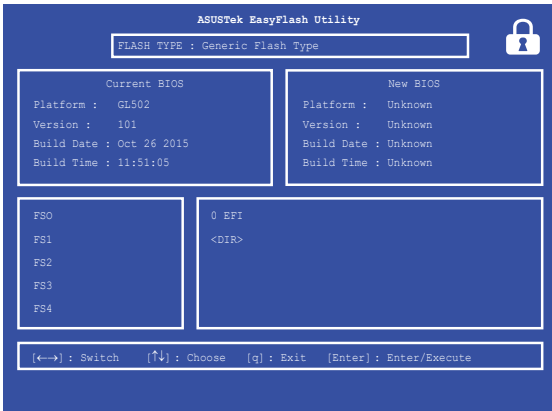 ASUSTek EasyFlash Utility
FLASH TYPE : Generic Flash Type
Current BIOS
Platform : GL502
Version : 101
Build Date : Oct 26 2015
Build Time : 11:51:05
New BIOS
Platform : Unknown
Version : Unknown
Build Date : Unknown
Build Time : Unknown
FSO
FS1
FS2
FS3
FS4
0 EFI
<DIR>
[←→] : Switch [↑↓] : Choose [q] : Exit [Enter] : Enter/Execute